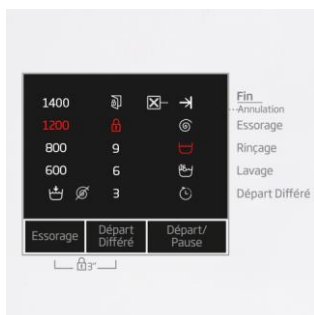 1400
Fin
Annulation
1200
Essorage
800
9
Rinçage
600
6
Lavage
3
Départ Différé
Essorage
Départ
Différé
Départ/
Pause
3"